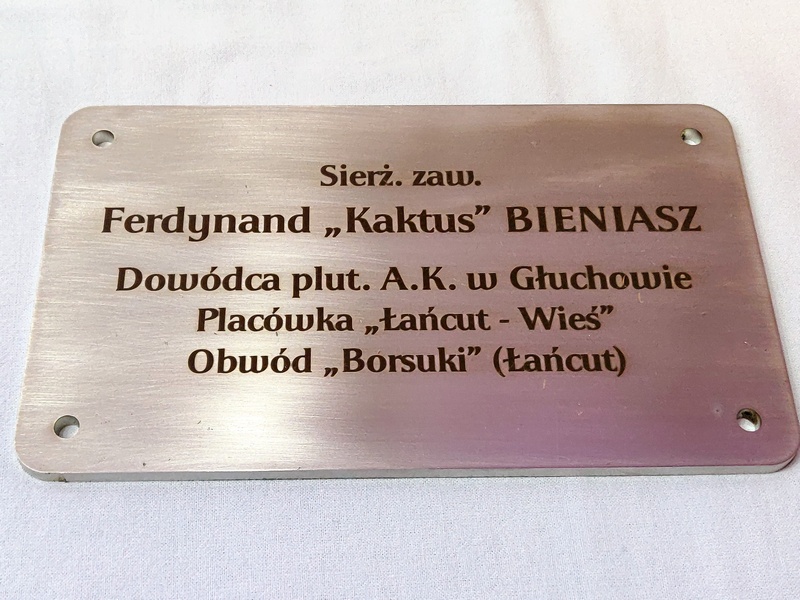 Sierż. zaw.
Ferdynand „Kaktus” BIENIASZ
Dowódca plut. A.K. w Głuchowie
Placówka „Łańcut - Wieś”
Obwód „Borsuki” (Łańcut)